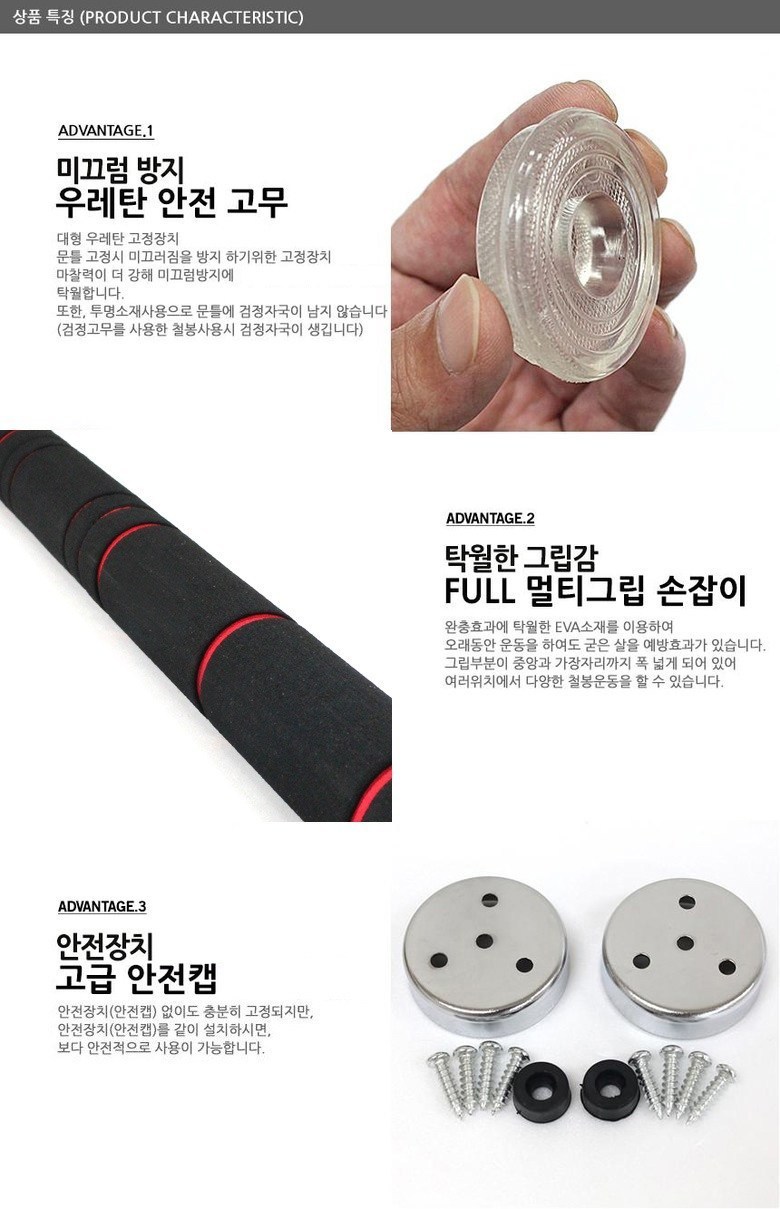 상품 특징 (PRODUCT CHARACTERISTIC)
ADVANTAGE.1
미끄럼 방지
우레탄 안전 고무
대형 우레탄 고정장치
문틀 고정시 미끄러짐을 방지 하기위한 고정장치
마찰력이 더 강해 미끄럼방지에
탁월합니다.
또한, 투명소재사용으로 문틀에 검정자국이 남지 않습니다
(검정고무를 사용한 철봉사용시 검정자국이 생깁니다)
ADVANTAGE.2
탁월한 그립감
FULL 멀티그립 손잡이
완충효과에 탁월한 EVA소재를 이용하여
오래동안 운동을 하여도 굳은 살을 예방효과가 있습니다.
그립부분이 중앙과 가장자리까지 폭 넓게 되어 있어
여러위치에서 다양한 철봉운동을 할 수 있습니다.
ADVANTAGE.3
안전장치
고급 안전캡
안전장치(안전캡) 없이도 충분히 고정되지만,
안전장치(안전캡)를 같이 설치하시면,
보다 안전적으로 사용이 가능합니다.